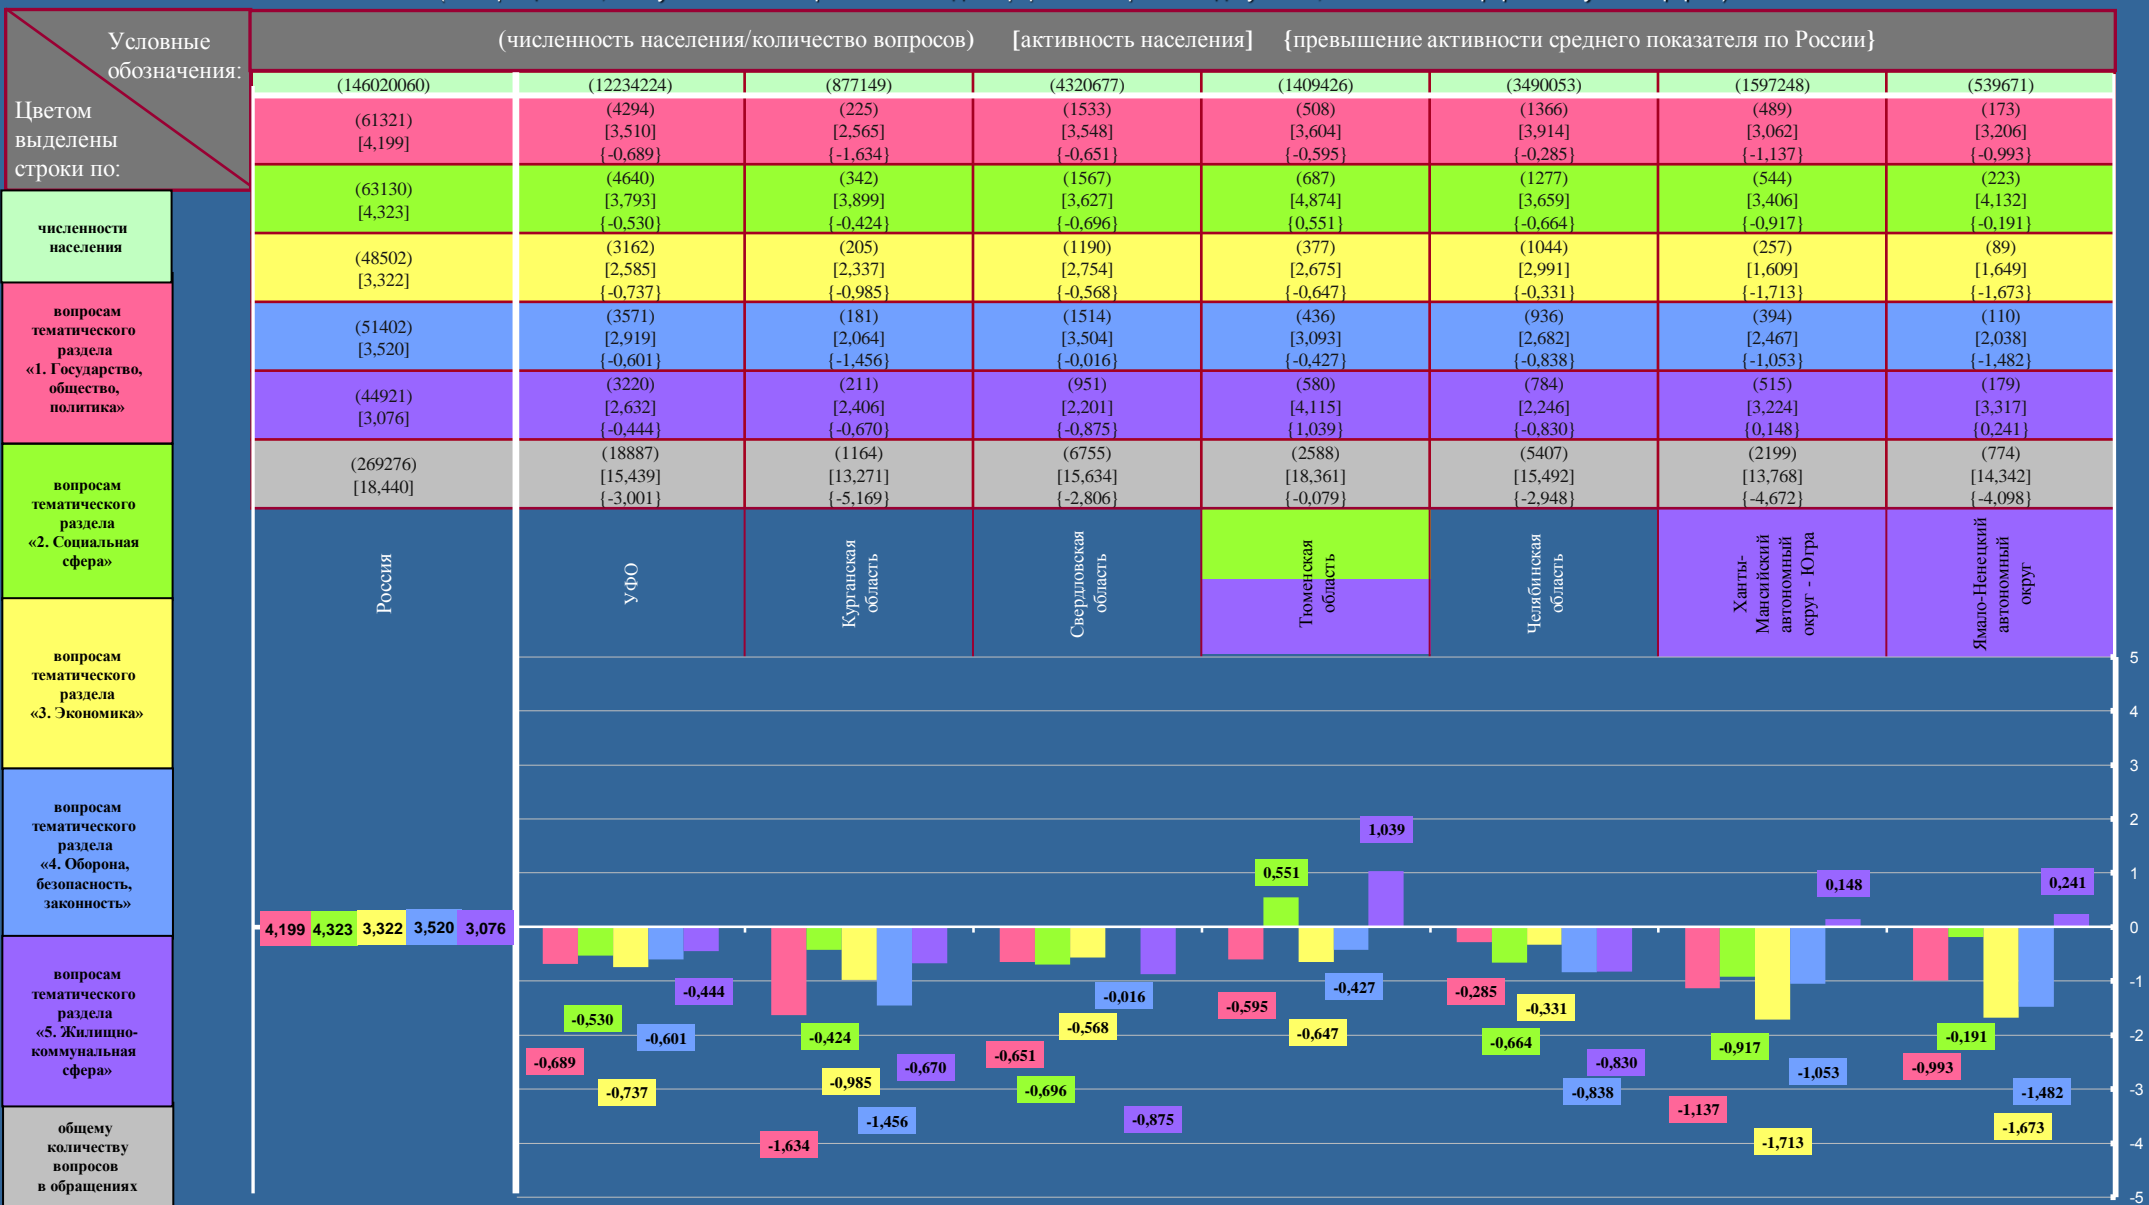 Условные
обозначения:
Цветом
выделены
строки по:
(численность населения/количество вопросов) [активность населения] {превышение активности среднего показателя по России}
(146020060) (12234224) (877149) (4320677) (1409426) (3490053) (1597248) (539671)
(61321) (4294) (225) (1533) (508) (1366) (489) (173)
[4,199] [3,510] [2,565] [3,548] [3,604] [3,914] [3,062] [3,206]
{-0,689} {-1,634} {-0,651} {-0,595} {-0,285} {-1,137} {-0,993}
(63130) (4640) (342) (1567) (687) (1277) (544) (223)
[4,323] [3,793] [3,899] [3,627] [4,874] [3,659] [3,406] [4,132]
{-0,530} {-0,424} {-0,696} {0,551} {-0,664} {-0,917} {-0,191}
(48502) (3162) (205) (1190) (377) (1044) (257) (89)
[3,322] [2,585] [2,337] [2,754] [2,675] [2,991] [1,609] [1,649]
{-0,737} {-0,985} {-0,568} {-0,647} {-0,331} {-1,713} {-1,673}
(51402) (3571) (181) (1514) (436) (936) (394) (110)
[3,520] [2,919] [2,064] [3,504] [3,093] [2,682] [2,467] [2,038]
{-0,601} {-1,456} {-0,016} {-0,427} {-0,838} {-1,053} {-1,482}
(44921) (3220) (211) (951) (580) (784) (515) (179)
[3,076] [2,632] [2,406] [2,201] [4,115] [2,246] [3,224] [3,317]
{-0,444} {-0,670} {-0,875} {1,039} {-0,830} {0,148} {0,241}
(269276) (18887) (1164) (6755) (2588) (5407) (2199) (774)
[18,440] [15,439] [13,271] [15,634] [18,361] [15,492] [13,768] [14,342]
{-3,001} {-5,169} {-2,806} {-0,079} {-2,948} {-4,672} {-4,098}
Россия
УФО
Курганская
область
Свердловская
область
Тюменская
область
Челябинская
область
Ханты-
Мансийский
автономный
округ - Югра
Ямало-Ненецкий
автономный
округ
численности
населения
вопросам
тематического
раздела
«1. Государство,
общество,
политика»
вопросам
тематического
раздела
«2. Социальная
сфера»
вопросам
тематического
раздела
«3. Экономика»
вопросам
тематического
раздела
«4. Оборона,
безопасность,
законность»
вопросам
тематического
раздела
«5. Жилищно-
коммунальная
сфера»
общему
количеству
вопросов
в обращениях
4,199 4,323 3,322 3,520 3,076
-0,689 -0,530 -0,737 -0,601 -0,444
-1,634 -0,424 -0,985 -1,456 -0,670
-0,651 -0,696 -0,568 -0,016 -0,875
-0,595 0,551 -0,647 -0,427 1,039
-0,285 -0,664 -0,331 -0,838 -0,830
-1,137 -0,917 -1,713 -1,053 0,148
-0,993 -0,191 -1,673 -1,482 0,241
5
4
3
2
1
0
-1
-2
-3
-4
-5